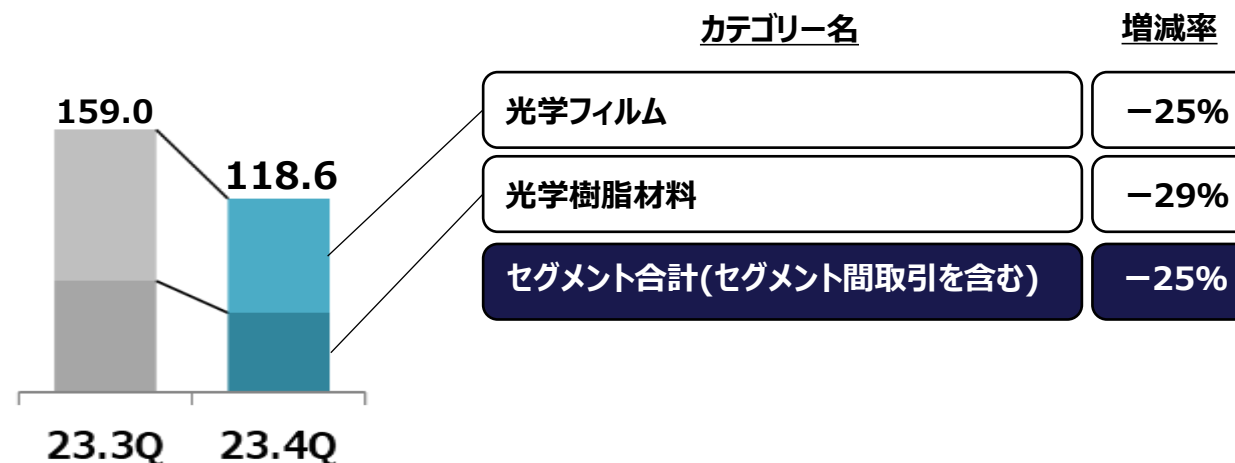 カテゴリー名 増減率
159.0
118.6
光学フィルム －25%
光学樹脂材料 －29%
セグメント合計(セグメント間取引を含む) －25%
23.3Q 23.4Q